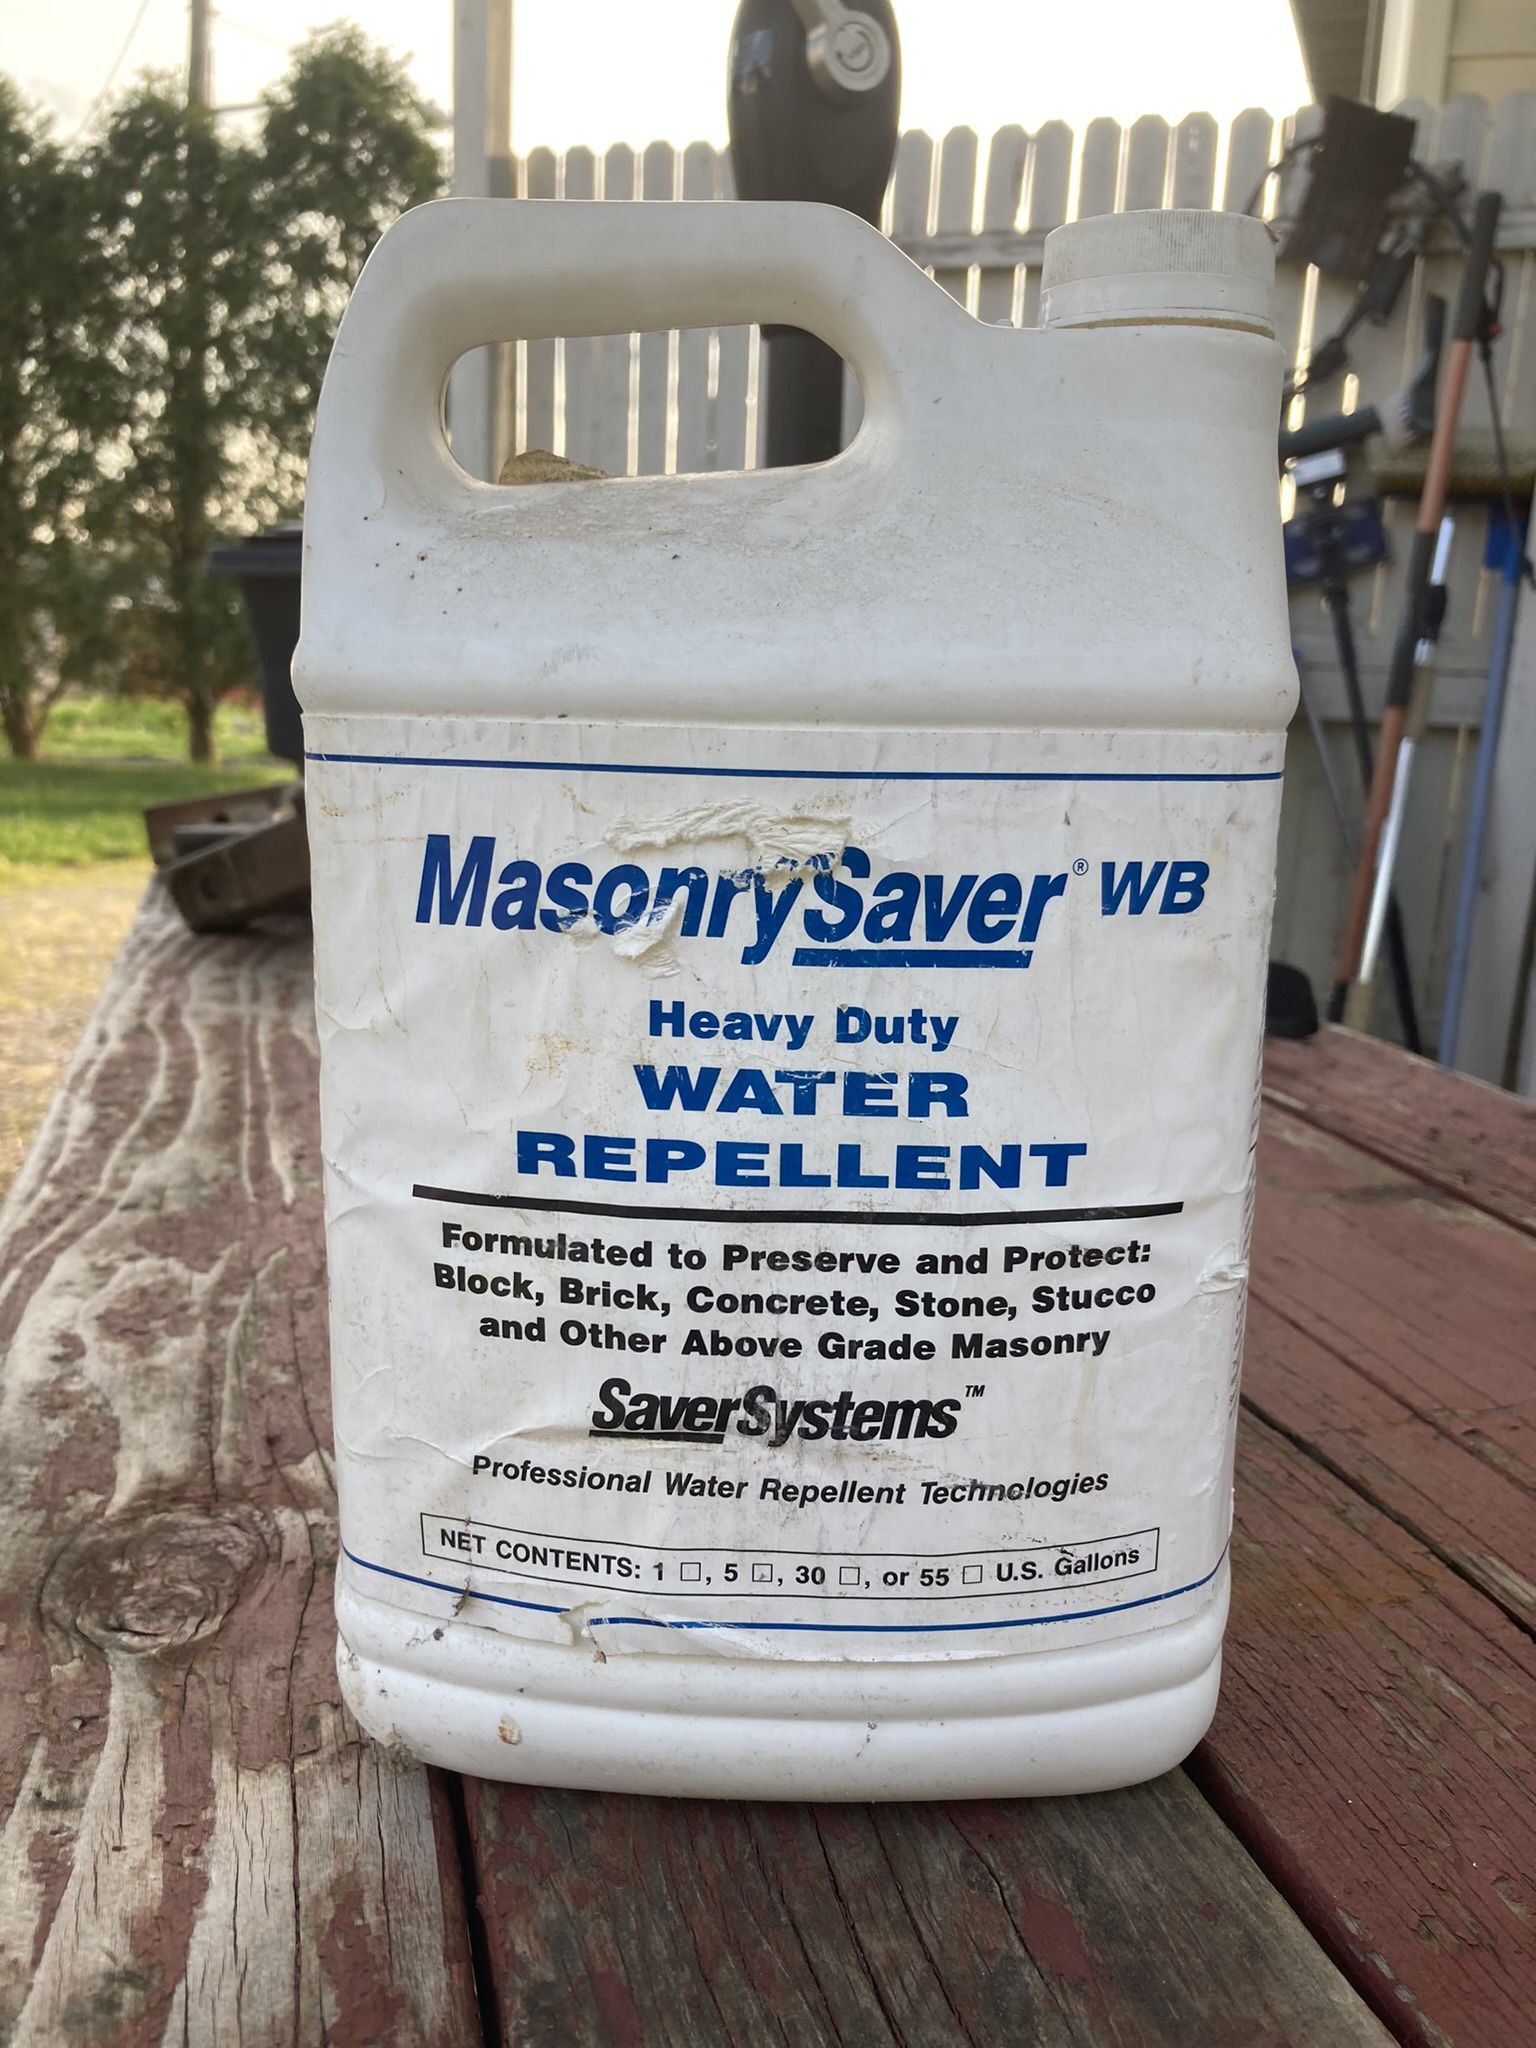 MasonrySaver® WB
Heavy Duty
WATER
REPELLENT
Formulated to Preserve and Protect:
Block, Brick, Concrete, Stone, Stucco
and Other Above Grade Masonry
SaverSystems™
Professional Water Repellent Technologies
NET CONTENTS: 1 ☐, 5 ☐, 30 ☐, or 55 ☐ U.S. Gallons